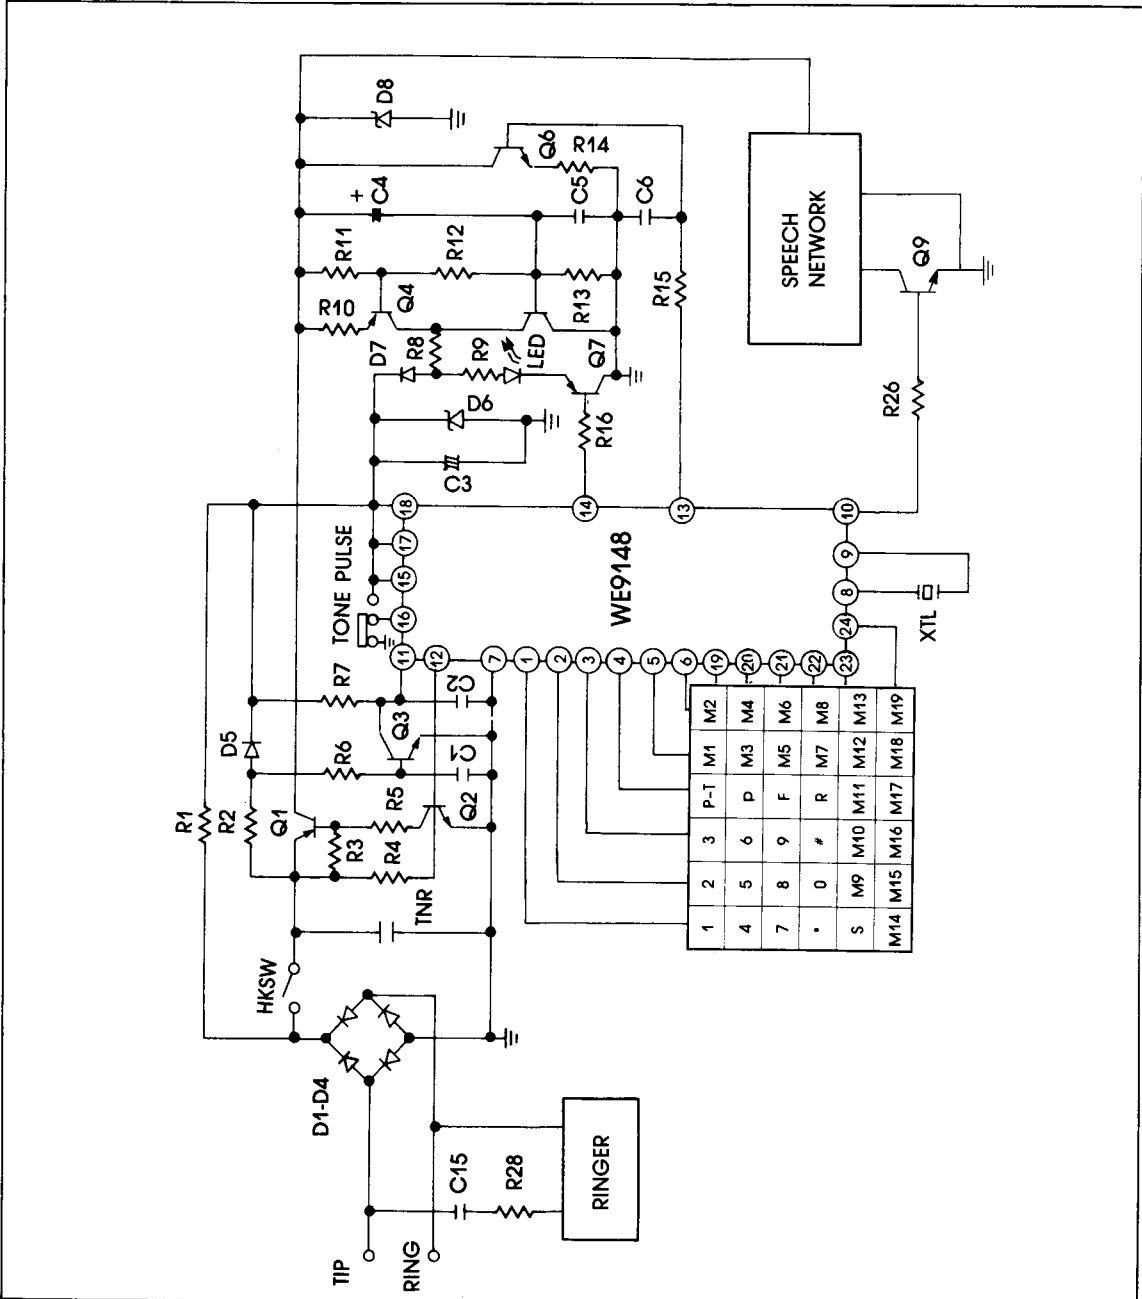 TIP
RING
C15
R28
RINGER
D1-D4
HKSW
TNR
R1
R2
D5
Q1
R3
R4
R5
Q2
R6
Q3
C1
R7
C2
TONE PULSE
16
15
17
18
11
12
7
1
2
3
4
5
6
19
20
21
22
23
24
8
9
10
13
14
WE9148
XTL
1 2 3 P-T M1 M2
4 5 6 P M3 M4
7 8 9 F M5 M6
* 0 # R M7 M8
S M9 M10 M11 M12 M13
M14 M15 M16 M17 M18 M19
C3
D6
D7
R8
R9
LED
Q7
R16
R10
Q4
R11
R12
R13
+
C4
C5
C6
R15
Q6
R14
D8
SPEECH
NETWORK
Q9
R26